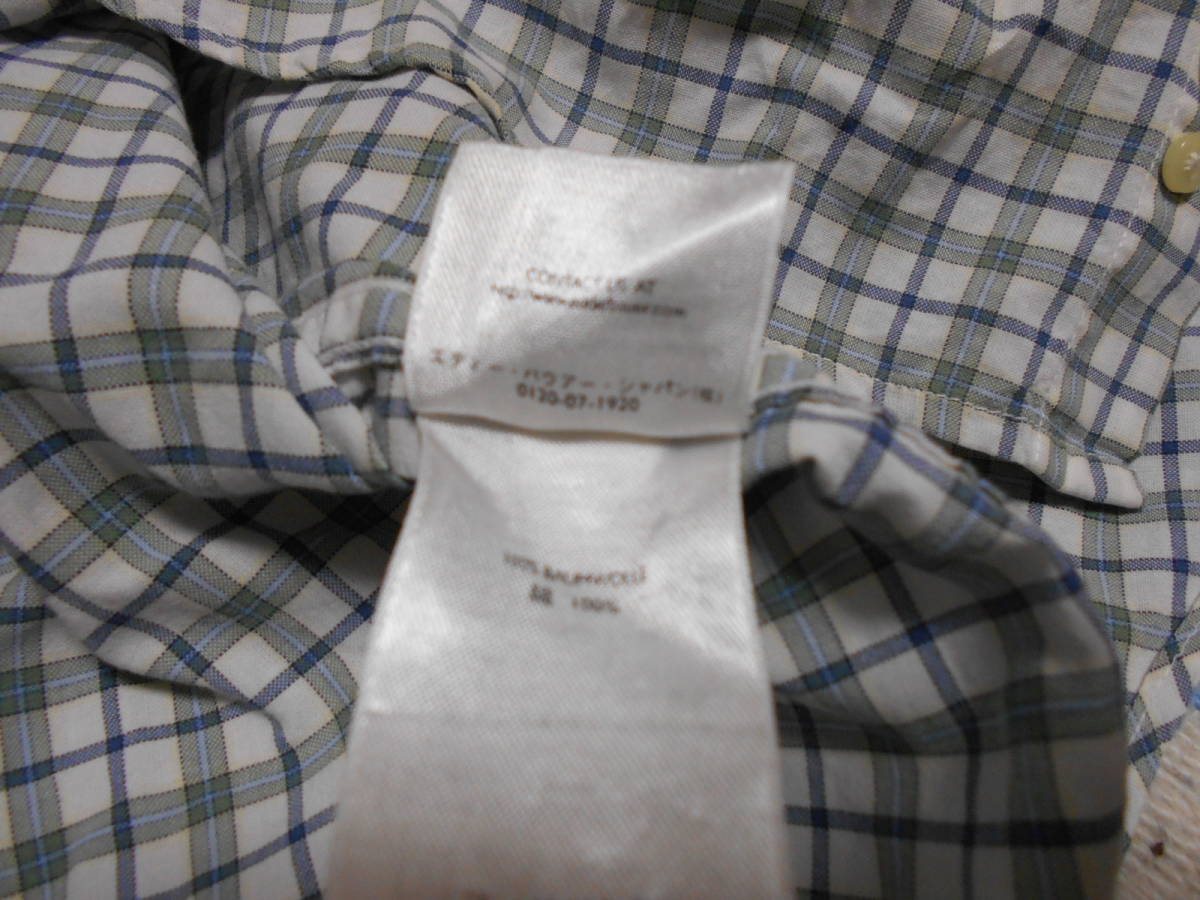 CONTACT US AT
http://www.eddiebauer.com
エディー・バウアー・ジャパン(株)
0120-07-1920
100% BAUMWOLLE
綿 100%